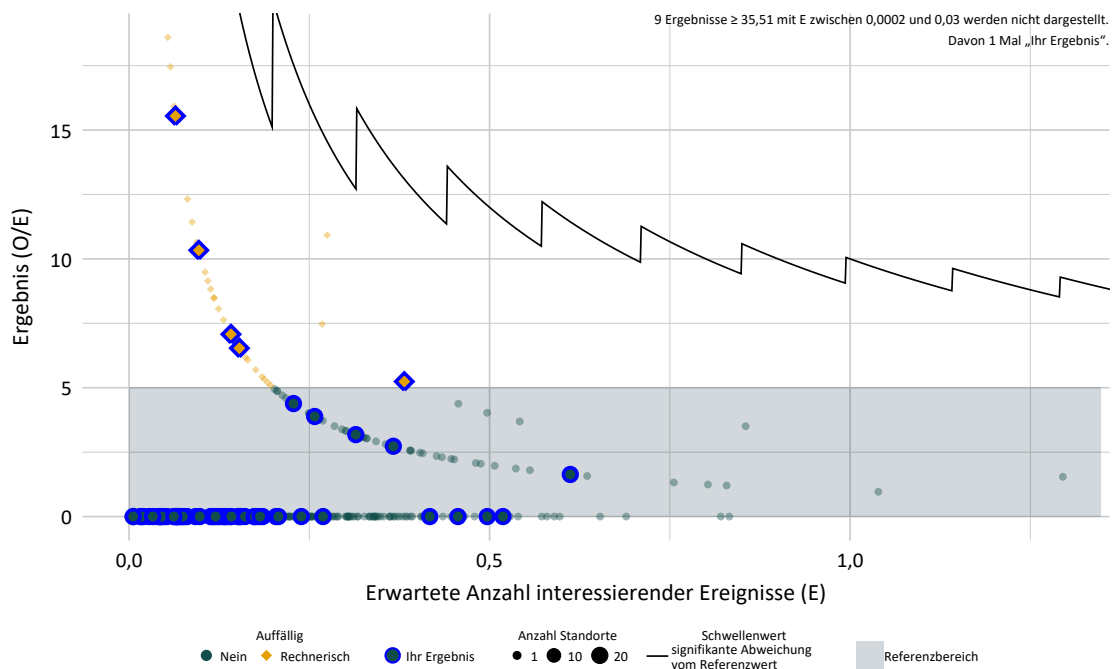 9 Ergebnisse ≥ 35,51 mit E zwischen 0,0002 und 0,03 werden nicht dargestellt.
Davon 1 Mal „Ihr Ergebnis“.
15
10
5
0
Ergebnis (O/E)
0,0
0,5
1,0
Erwartete Anzahl interessierender Ereignisse (E)
Auffällig
Nein
Rechnerisch
Ihr Ergebnis
Anzahl Standorte
1
10
20
Schwellenwert
signifikante Abweichung
vom Referenzwert
Referenzbereich